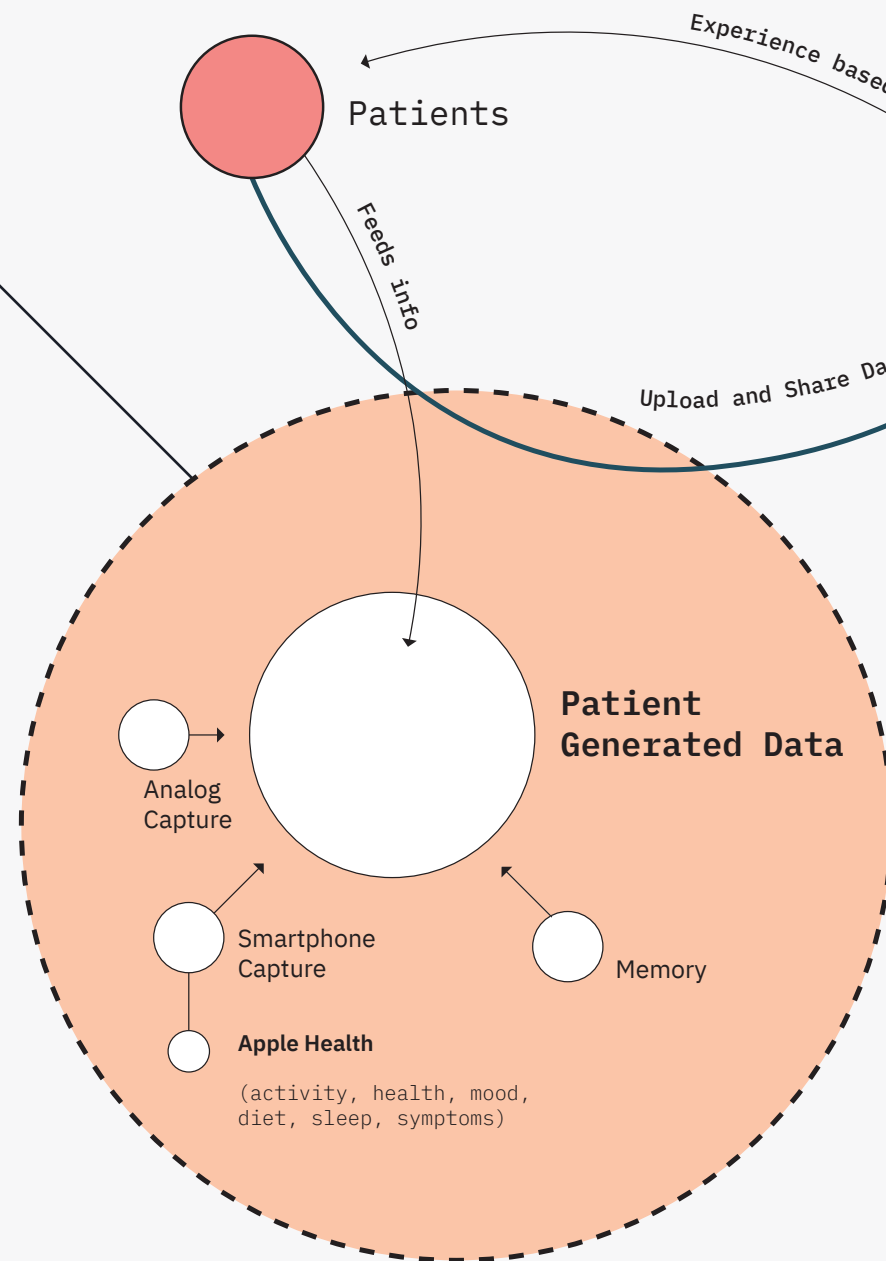 Experience based
Patients
Feeds info
Upload and Share
Patient
Generated Data
Analog
Capture
Smartphone
Capture
Memory
Apple Health
(activity, health, mood,
diet, sleep, symptoms)